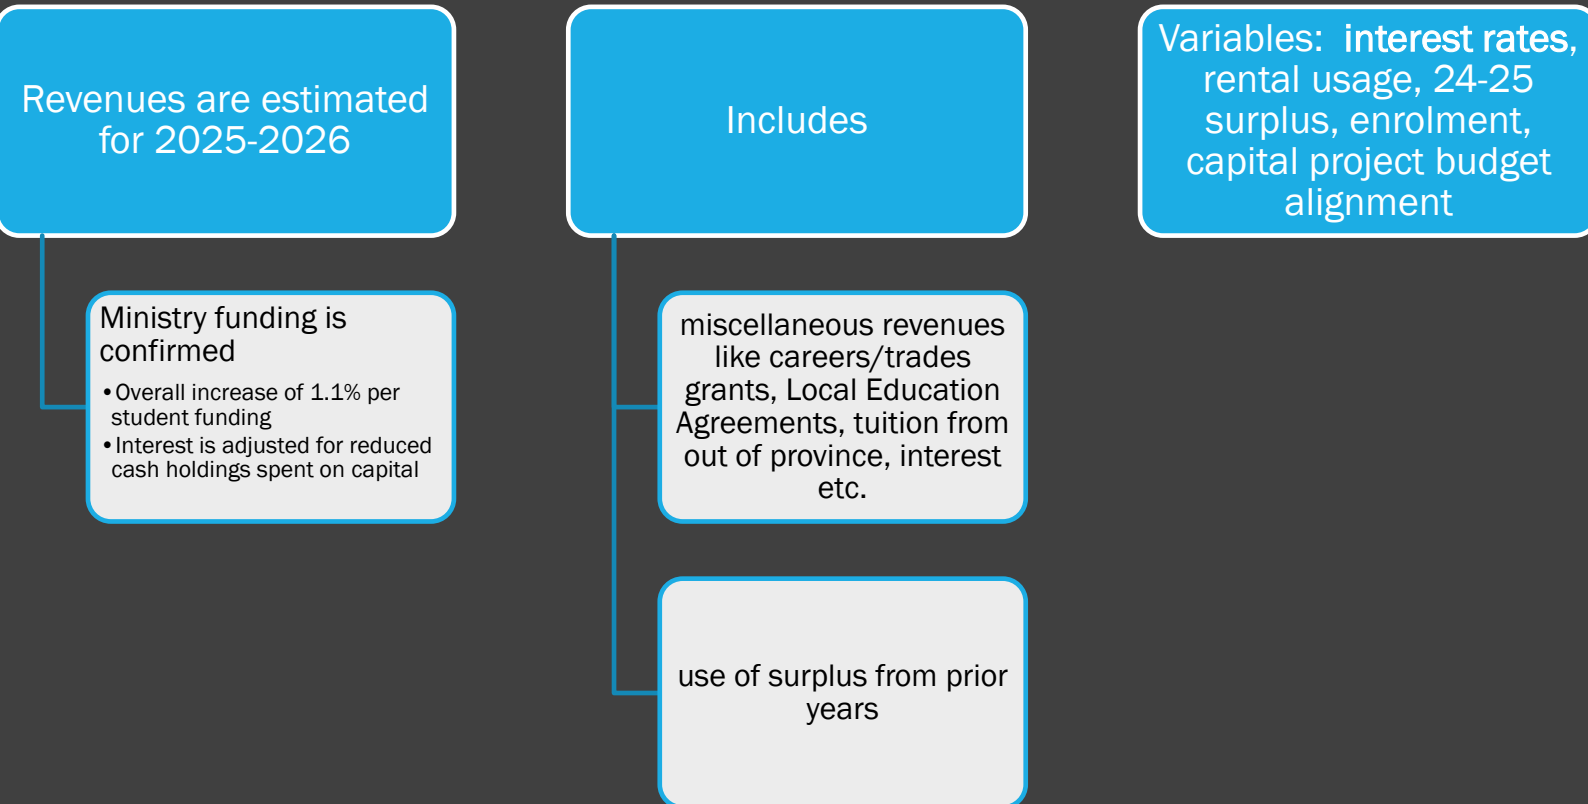 Revenues are estimated
for 2025-2026
Ministry funding is
confirmed
•Overall increase of 1.1% per
student funding
•Interest is adjusted for reduced
cash holdings spent on capital
Includes
miscellaneous revenues
like careers/trades
grants, Local Education
Agreements, tuition from
out of province, interest
etc.
use of surplus from prior
years
Variables: interest rates,
rental usage, 24-25
surplus, enrolment,
capital project budget
alignment